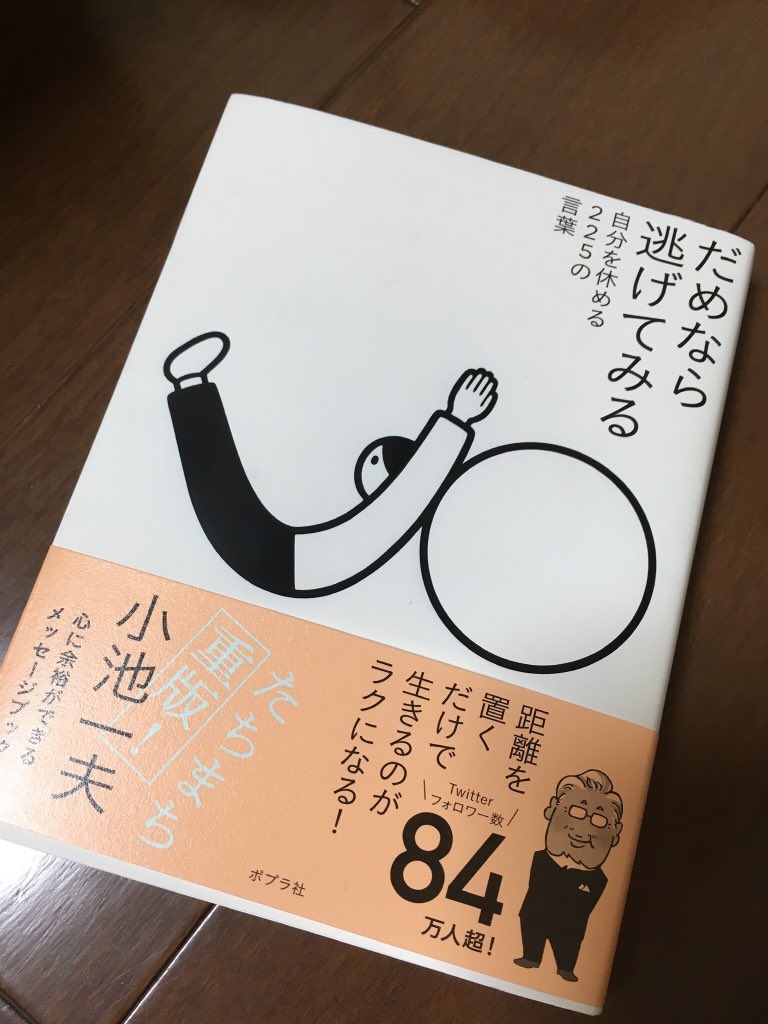 だめなら
逃げてみる
自分を休める
225の
言葉
距離を
置く
だけで
生きるのが
ラクになる!
Twitter
フォロワー数
84
万人超!
たちまち
重版!
小池一夫
心に余裕ができる
メッセージブック
ポプラ社